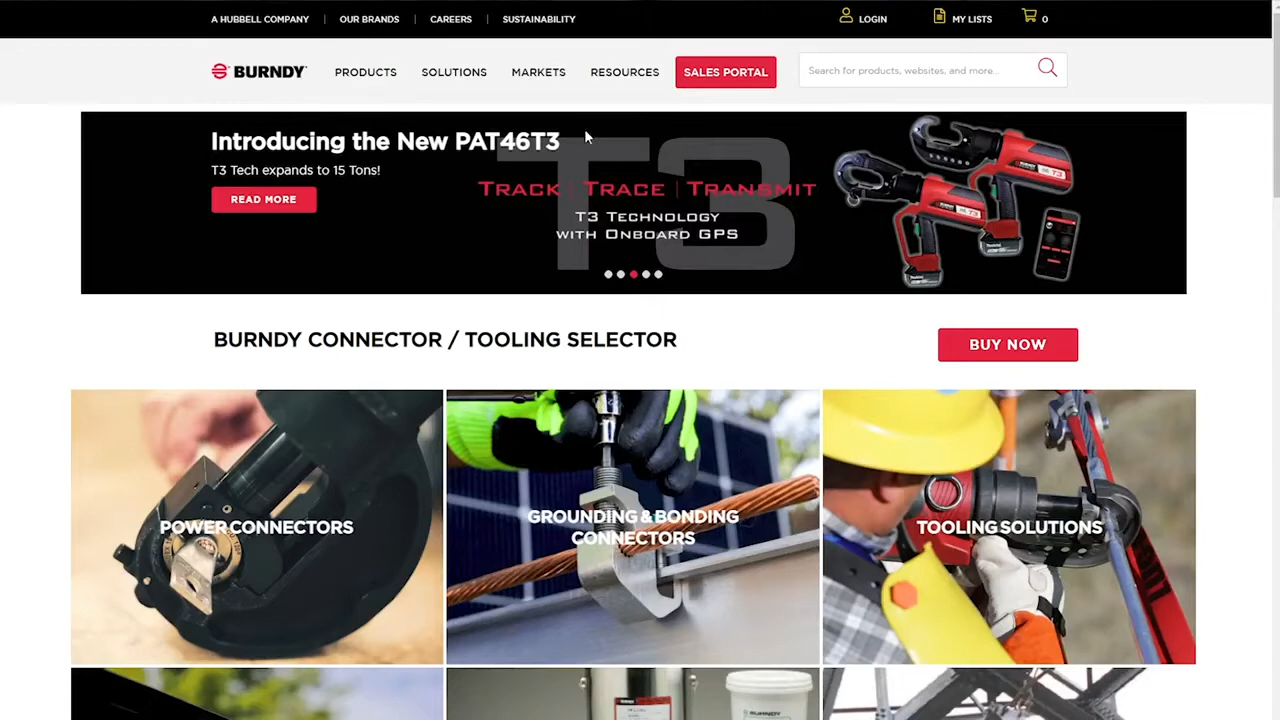 A HUBBELL COMPANY | OUR BRANDS | CAREERS | SUSTAINABILITY LOGIN MY LISTS 0
BURNDY PRODUCTS SOLUTIONS MARKETS RESOURCES SALES PORTAL Search for products, websites, and more...
Introducing the New PAT46T3
T3 Tech expands to 15 Tons!
READ MORE
T3
TRACK | TRACE | TRANSMIT
T3 TECHNOLOGY
WITH ONBOARD GPS
BURNDY CONNECTOR / TOOLING SELECTOR
BUY NOW
POWER CONNECTORS
GROUNDING & BONDING
CONNECTORS
TOOLING SOLUTIONS
BURNDY